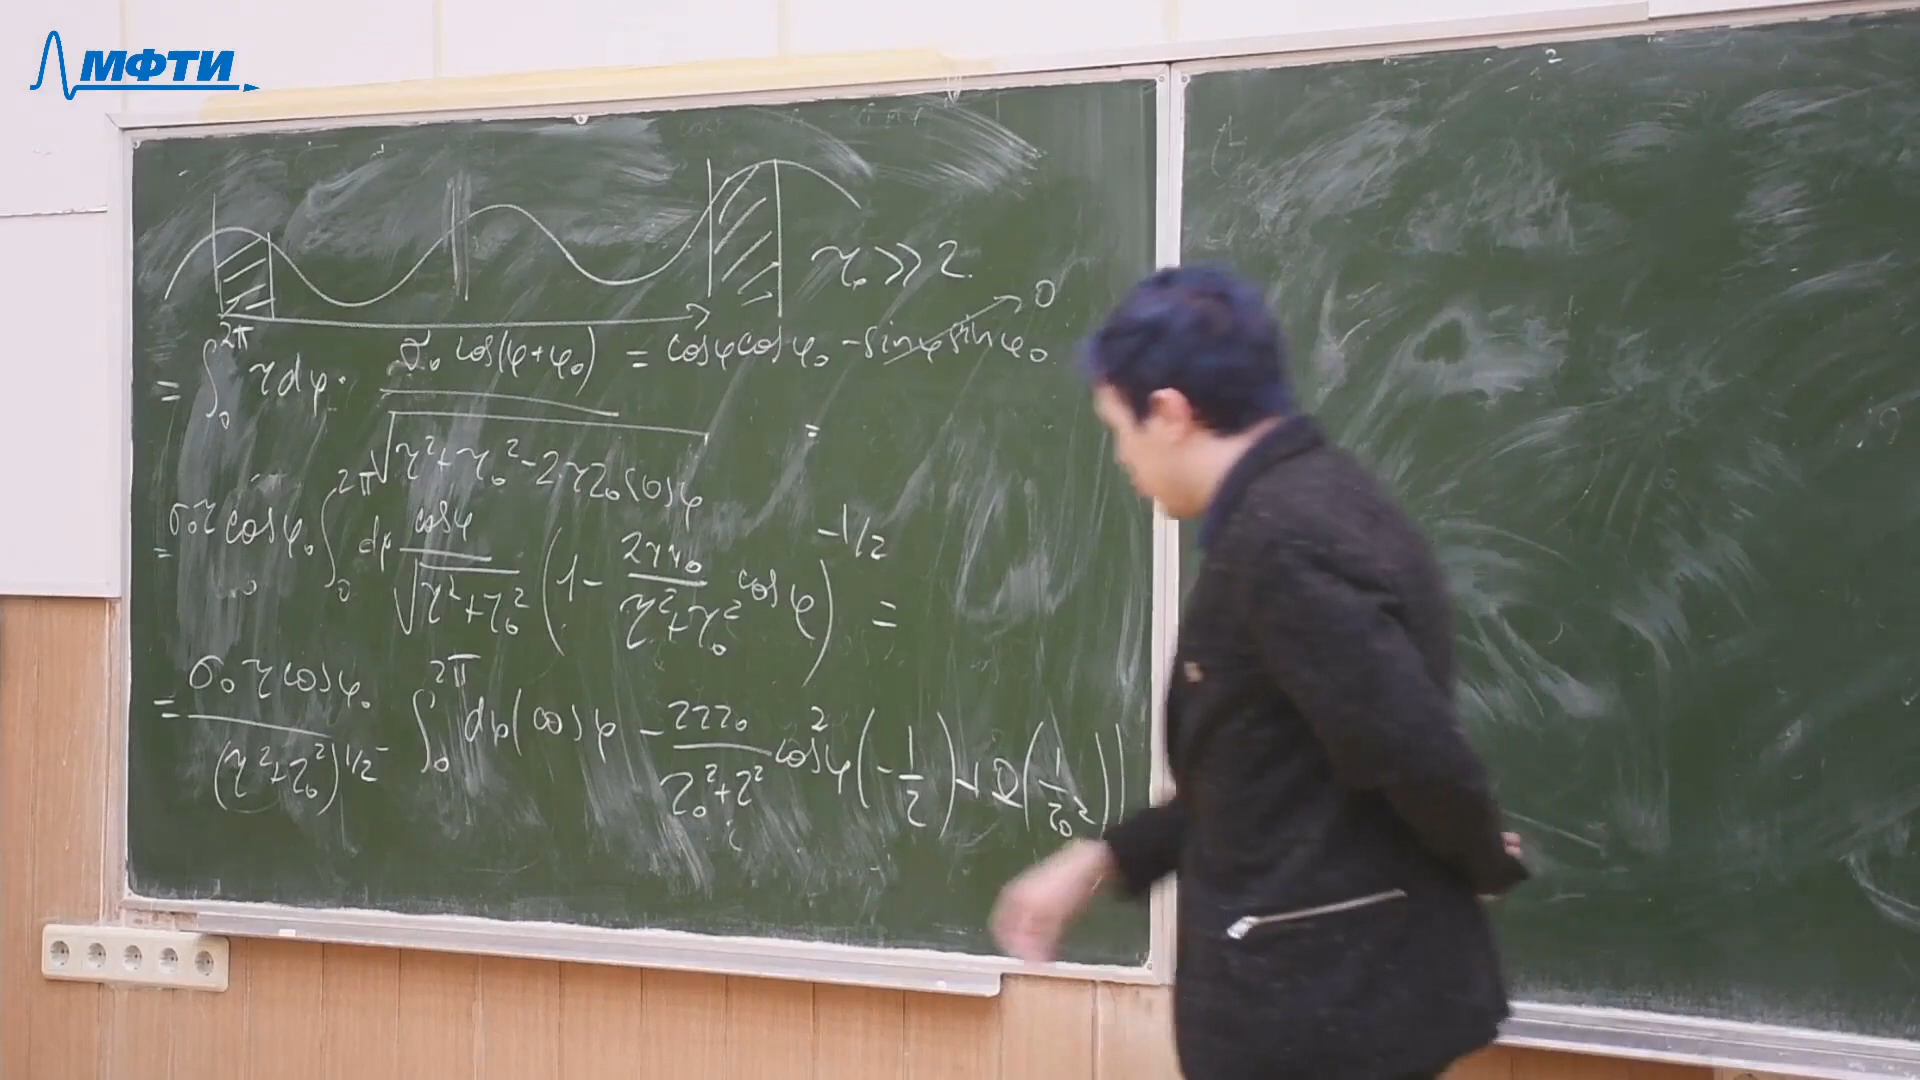 МФТИ
r₀ >> r
= ∫₀^{2π} r dφ · σ₀ cos(φ+φ₀) / √(r²+r₀²-2rr₀cosφ) = cosφ cosφ₀ - sinφ sinφ₀ → 0
=
= σ₀ r cosφ₀ ∫₀^{2π} dφ cosφ / √(r²+r₀²) (1 - 2rr₀ / (r²+r₀²) cosφ)^{-1/2} =
= σ₀ r cosφ₀ / (r²+r₀²)^{1/2} ∫₀^{2π} dφ (cosφ - 2rr₀ / (r₀²+r²) cos²φ (-1/2) + O(1/r₀²))